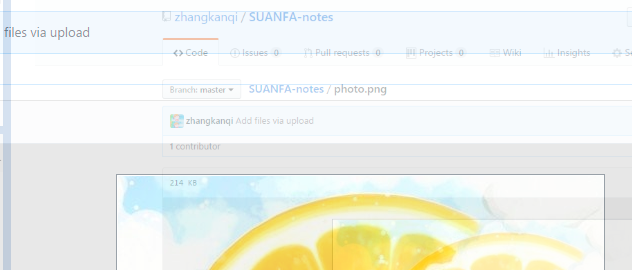 zhangkanqi / SUANFA-notes
files via upload
Code Issues 0 Pull requests 0 Projects 0 Wiki Insights
Branch: master SUANFA-notes / photo.png
zhangkanqi Add files via upload
1 contributor
214 KB